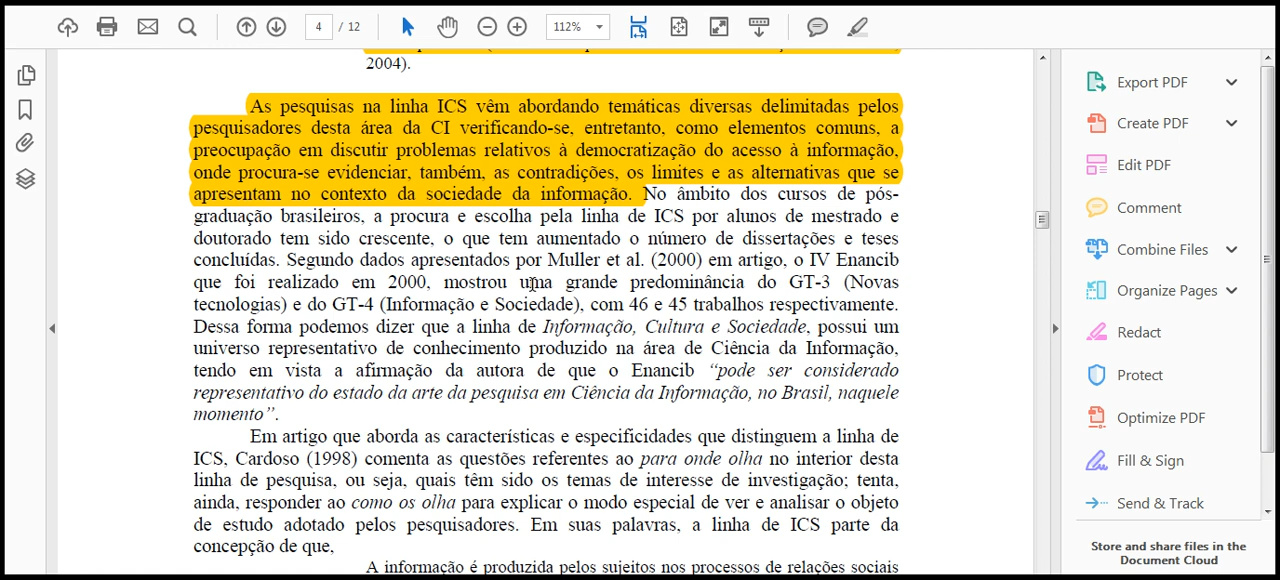 4 / 12
112%
2004).
As pesquisas na linha ICS vêm abordando temáticas diversas delimitadas pelos
pesquisadores desta área da CI verificando-se, entretanto, como elementos comuns, a
preocupação em discutir problemas relativos à democratização do acesso à informação,
onde procura-se evidenciar, também, as contradições, os limites e as alternativas que se
apresentam no contexto da sociedade da informação. No âmbito dos cursos de pós-
graduação brasileiros, a procura e escolha pela linha de ICS por alunos de mestrado e
doutorado tem sido crescente, o que tem aumentado o número de dissertações e teses
concluídas. Segundo dados apresentados por Muller et al. (2000) em artigo, o IV Enancib
que foi realizado em 2000, mostrou uma grande predominância do GT-3 (Novas
tecnologias) e do GT-4 (Informação e Sociedade), com 46 e 45 trabalhos respectivamente.
Dessa forma podemos dizer que a linha de Informação, Cultura e Sociedade, possui um
universo representativo de conhecimento produzido na área de Ciência da Informação,
tendo em vista a afirmação da autora de que o Enancib “pode ser considerado
representativo do estado da arte da pesquisa em Ciência da Informação, no Brasil, naquele
momento”.
Em artigo que aborda as características e especificidades que distinguem a linha de
ICS, Cardoso (1998) comenta as questões referentes ao para onde olha no interior desta
linha de pesquisa, ou seja, quais têm sido os temas de interesse de investigação; tenta,
ainda, responder ao como os olha para explicar o modo especial de ver e analisar o objeto
de estudo adotado pelos pesquisadores. Em suas palavras, a linha de ICS parte da
concepção de que,
A informação é produzida pelos sujeitos nos processos de relações sociais
Export PDF
Create PDF
Edit PDF
Comment
Combine Files
Organize Pages
Redact
Protect
Optimize PDF
Fill & Sign
Send & Track
Store and share files in the
Document Cloud